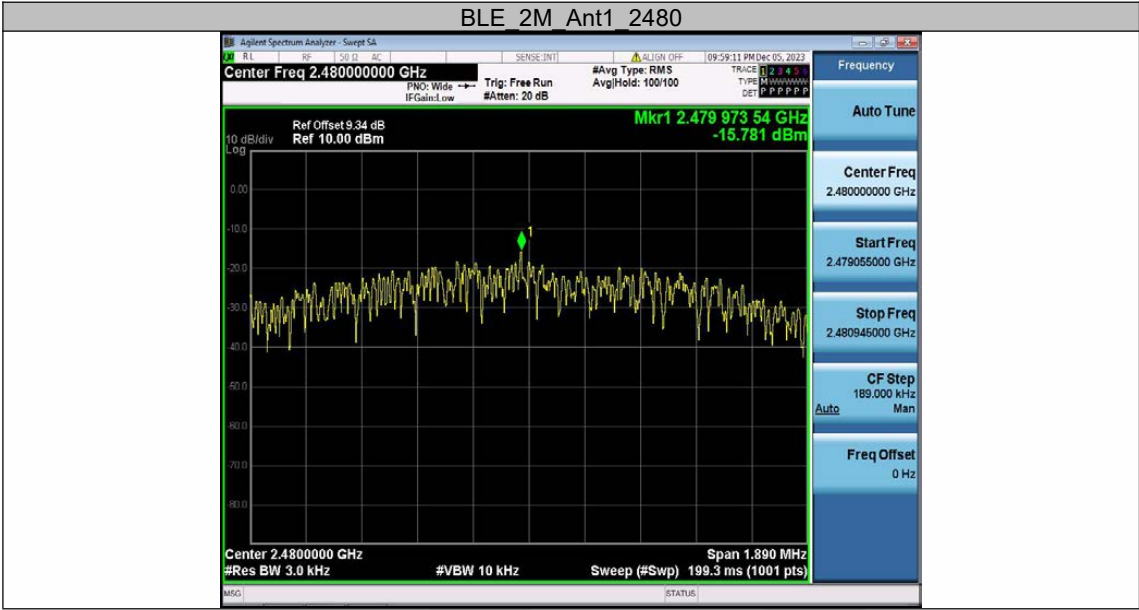 BLE_2M_Ant1_2480
Agilent Spectrum Analyzer - Swept SA
RL RF 50 Ω AC SENSE:INT ALIGN OFF 09:59:11 PM Dec 05, 2023
Center Freq 2.480000000 GHz
PNO: Wide
IFGain:Low
Trig: Free Run
#Atten: 20 dB
#Avg Type: RMS
Avg|Hold: 100/100
TRACE 1 2 3 4 5 6
TYPE M WWWWW
DET P P P P P P
Mkr1 2.479 973 54 GHz
-15.781 dBm
Ref Offset 9.34 dB
10 dB/div Ref 10.00 dBm
Log
0.00
-10.0
-20.0
-30.0
-40.0
-50.0
-60.0
-70.0
-80.0
1
Center 2.4800000 GHz Span 1.890 MHz
#Res BW 3.0 kHz #VBW 10 kHz Sweep (#Swp) 199.3 ms (1001 pts)
MSG STATUS
Frequency
Auto Tune
Center Freq
2.480000000 GHz
Start Freq
2.479055000 GHz
Stop Freq
2.480945000 GHz
CF Step
189.000 kHz
Auto Man
Freq Offset
0 Hz